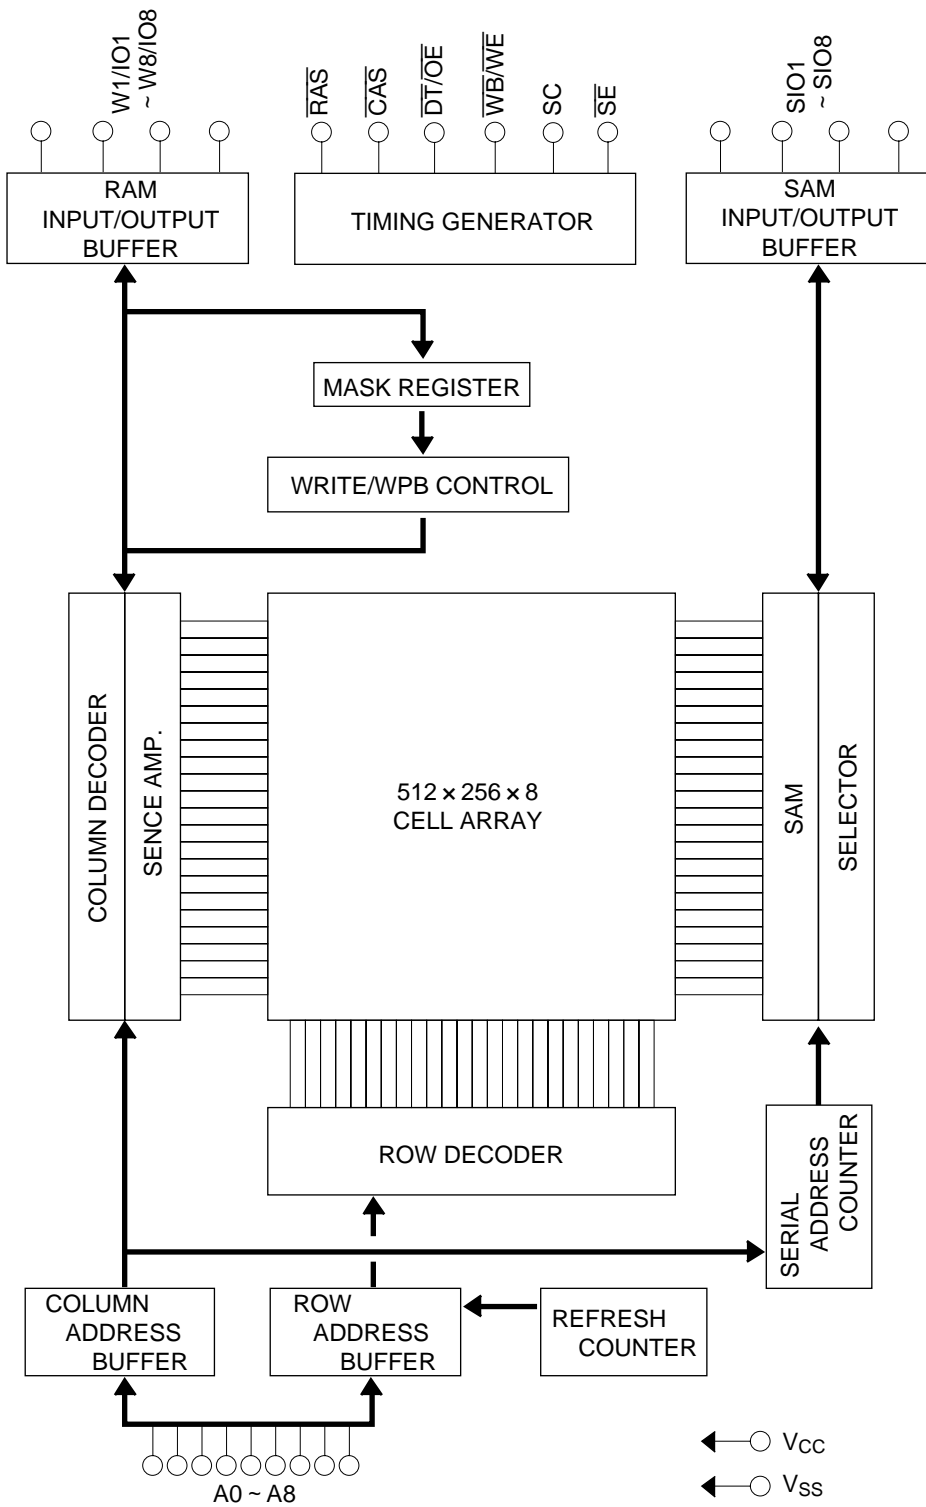 W1/IO1
~ W8/IO8
RAS
CAS
DT/OE
WB/WE
SC
SE
SIO1
~ SIO8
RAM
INPUT/OUTPUT
BUFFER
TIMING GENERATOR
SAM
INPUT/OUTPUT
BUFFER
MASK REGISTER
WRITE/WPB CONTROL
COLUMN DECODER
SENCE AMP.
512 × 256 × 8
CELL ARRAY
SAM
SELECTOR
ROW DECODER
SERIAL
ADDRESS
COUNTER
COLUMN
ADDRESS
BUFFER
ROW
ADDRESS
BUFFER
REFRESH
COUNTER
A0 ~ A8
VCC
VSS